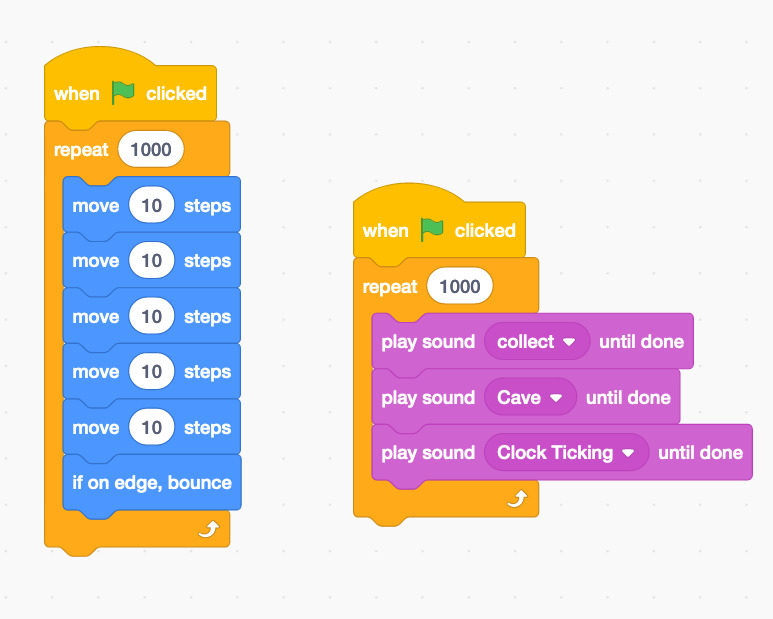 when clicked
repeat 1000
move 10 steps
move 10 steps
move 10 steps
move 10 steps
move 10 steps
if on edge, bounce
when clicked
repeat 1000
play sound collect until done
play sound Cave until done
play sound Clock Ticking until done